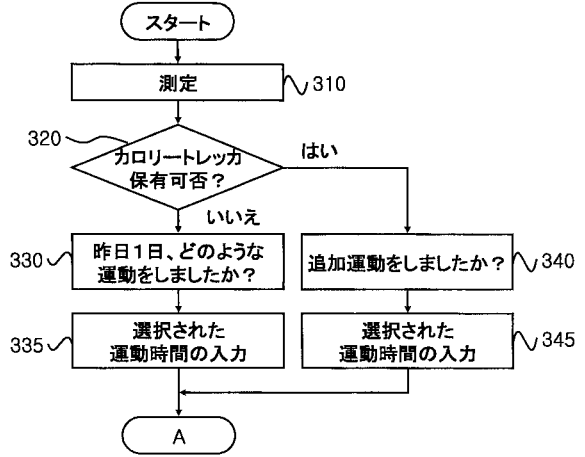 スタート
測定
310
320
カロリートレッカ
保有可否？
はい
いいえ
330
昨日１日、どのような
運動をしましたか？
追加運動をしましたか？
340
335
選択された
運動時間の入力
選択された
運動時間の入力
345
A